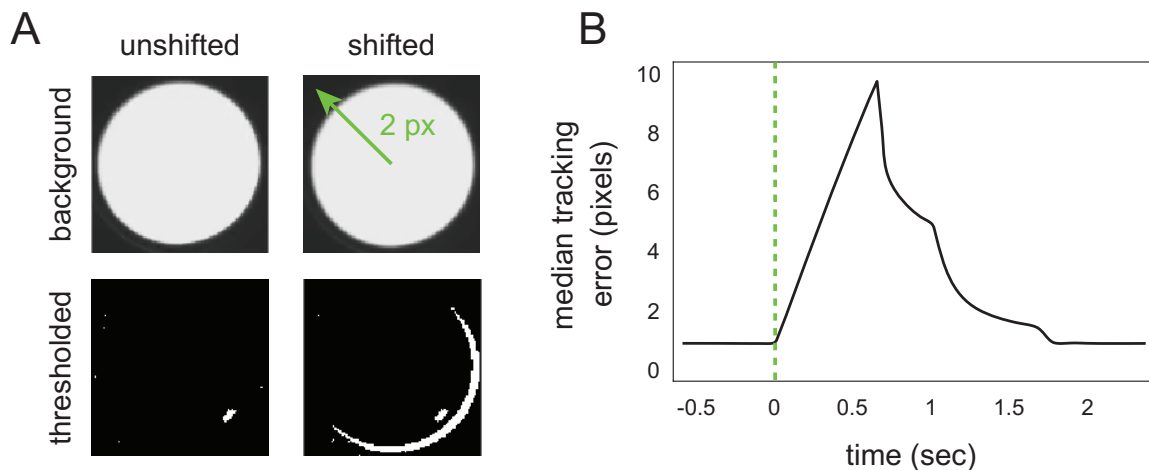 A
unshifted
shifted
background
2 px
thresholded
B
median tracking
error (pixels)
10
8
6
4
2
0
-0.5
0
0.5
1
1.5
2
time (sec)